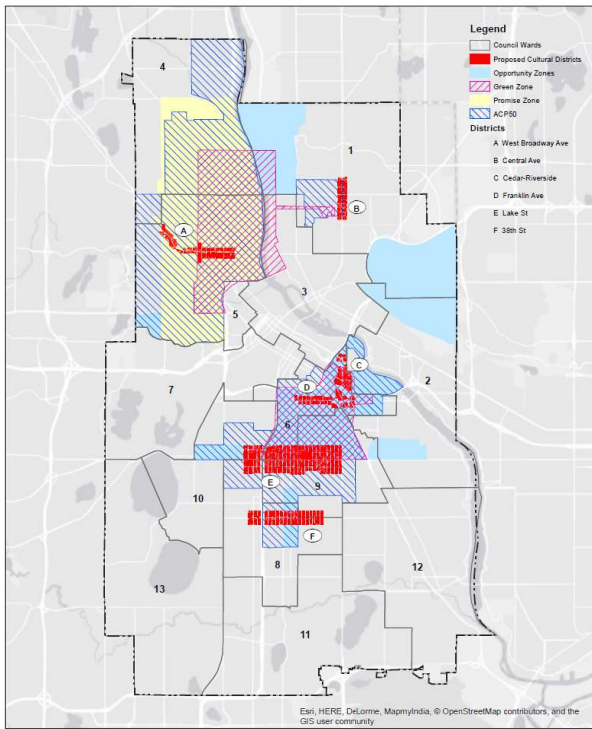 Legend
Council Wards
Proposed Cultural Districts
Opportunity Zones
Green Zone
Promise Zone
ACP50
Districts
A West Broadway Ave
B Central Ave
C Cedar-Riverside
D Franklin Ave
E Lake St
F 38th St
4
1
B
A
3
5
C
2
7
D
6
E
9
10
F
8
12
13
11
Esri, HERE, DeLorme, MapmyIndia, © OpenStreetMap contributors, and the
GIS user community